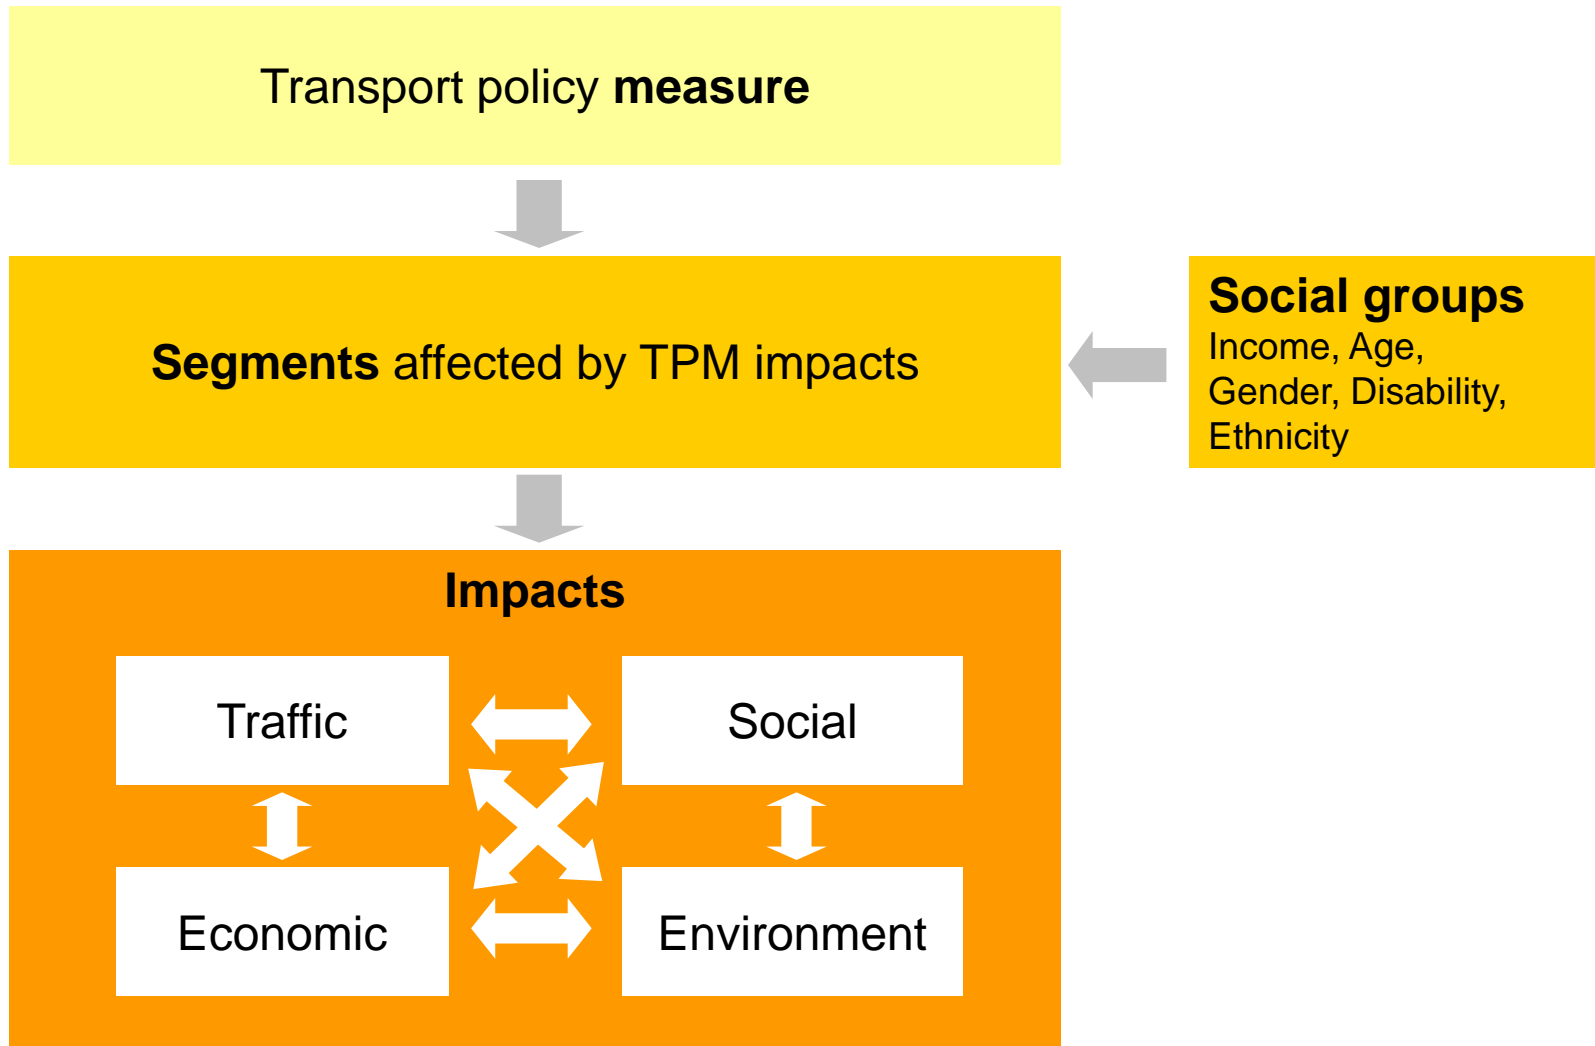 Transport policy measure
Segments affected by TPM impacts
Social groups
Income, Age,
Gender, Disability,
Ethnicity
Impacts
Traffic
Social
Economic
Environment